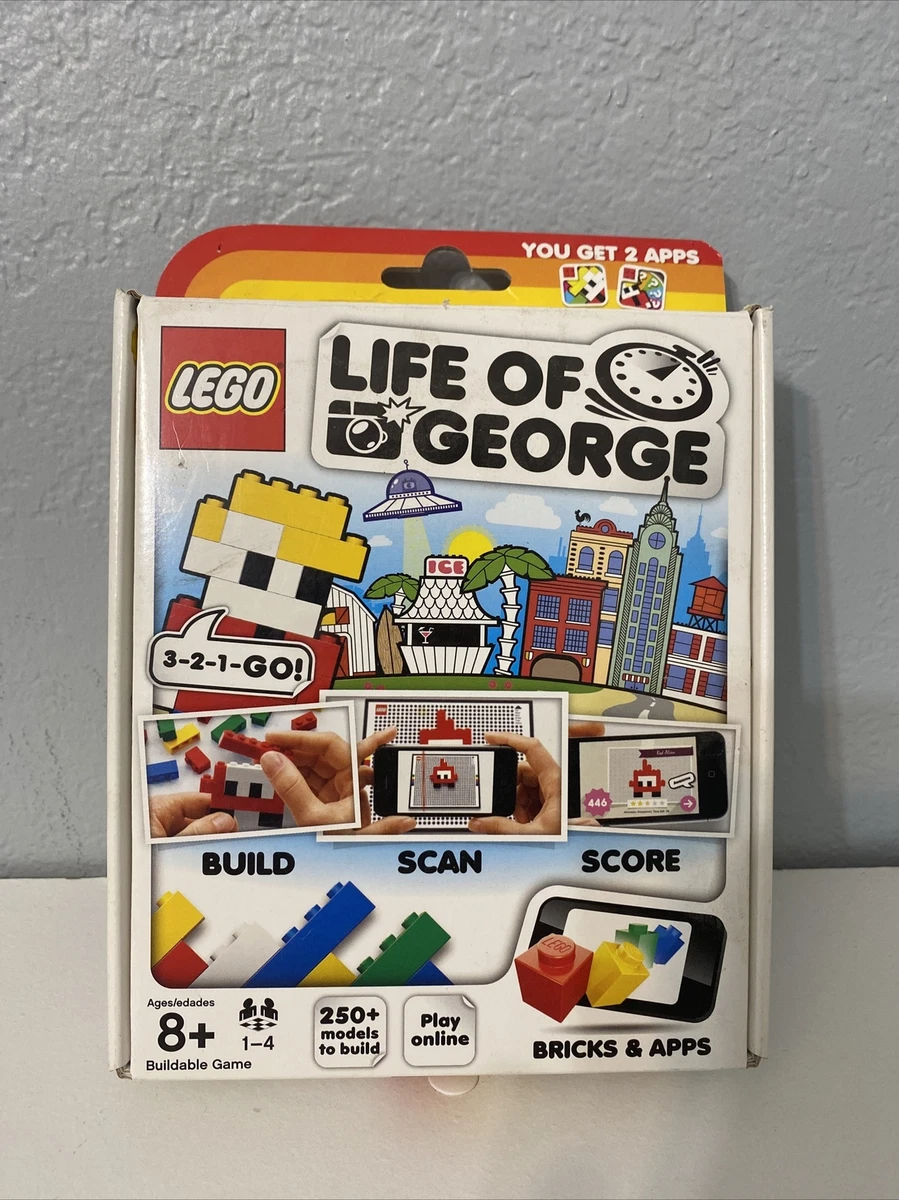 YOU GET 2 APPS
LEGO
LIFE OF
GEORGE
ICE
3-2-1-GO!
446
BUILD
SCAN
SCORE
LEGO
Ages/edades
8+
1-4
Buildable Game
250+
models
to build
Play
online
BRICKS & APPS